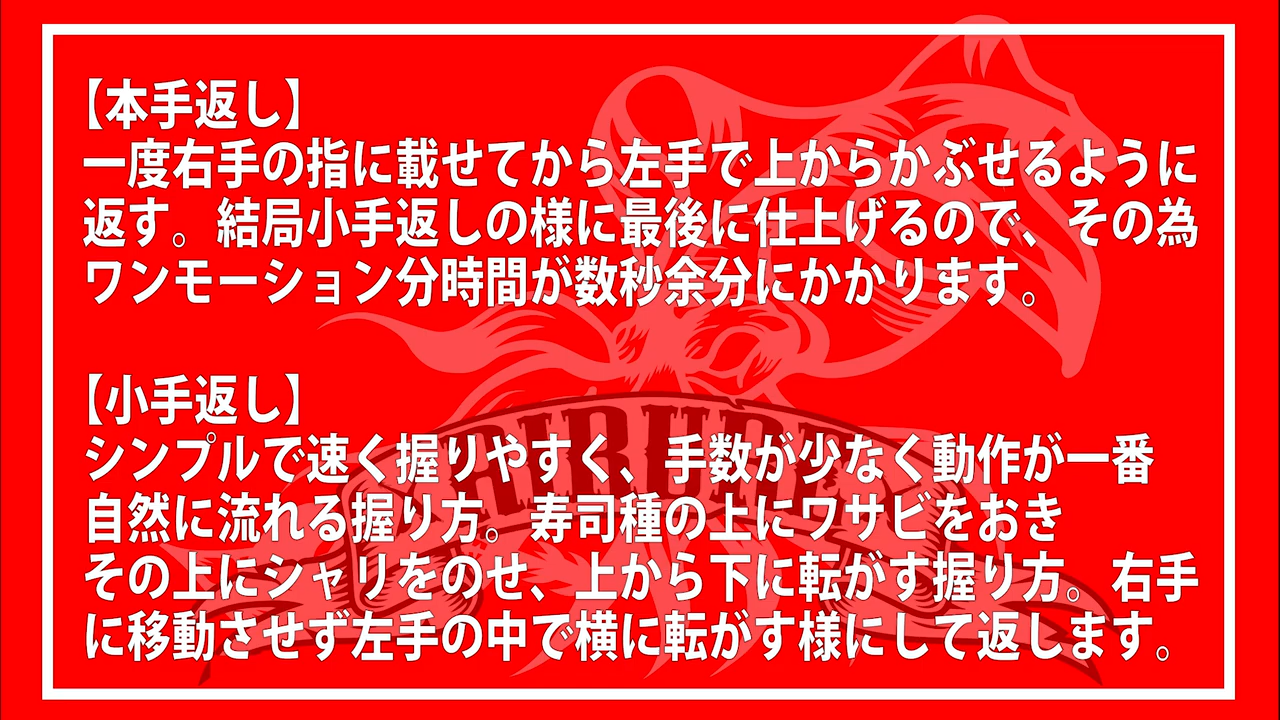 【本手返し】
一度右手の指に載せてから左手で上からかぶせるように
返す。結局小手返しの様に最後に仕上げるので、その為
ワンモーション分時間が数秒余分にかかります。
【小手返し】
シンプルで速く握りやすく、手数が少なく動作が一番
自然に流れる握り方。寿司種の上にワサビをおき
その上にシャリをのせ、上から下に転がす握り方。右手
に移動させず左手の中で横に転がす様にして返します。